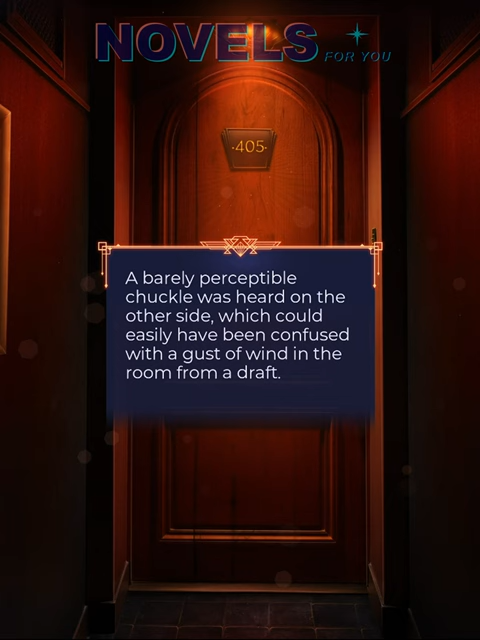 NOVELS
FOR YOU
·405·
A barely perceptible
chuckle was heard on the
other side, which could
easily have been confused
with a gust of wind in the
room from a draft.